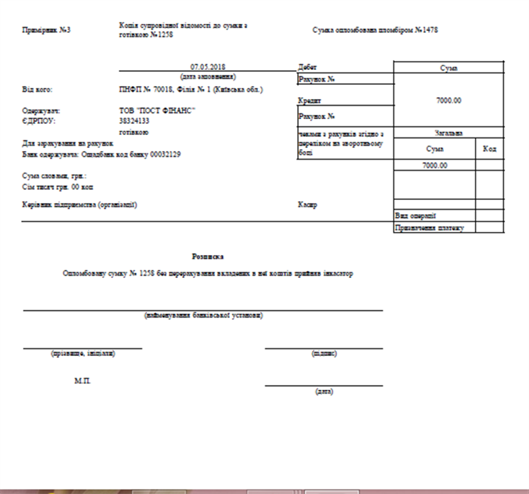 Примірник №3
Копія супровідної відомості до сумки з
готівкою №1258
Сумка опломбована пломбіром №1478
07.05.2018
(дата заповнення)
Дебет
Сума
Рахунок №
Від кого:
ПНФП № 70018, Філія № 1 (Київська обл.)
Кредит
7000.00
Одержувач:
ТОВ "ПОСТ ФІНАНС"
ЄДРПОУ:
38324133
Рахунок №
готівкою
чеками з рахунків згідно з
переліком на зворотньому
боці
Загальна
Для зарахування на рахунок
Банк одержувача: Ощадбанк код банку 00032129
Сума
Код
7000.00
Сума словами, грн.:
Сім тисяч грн. 00 коп
Керівник підприємства (організації)
Касир
Вид операції
Призначення платежу
Розписка
Опломбовану сумку № 1258 без перерахування вкладених в неї коштів прийняв інкасатор
(найменування банківської установи)
(прізвище, ініціали)
(підпис)
М.П.
(дата)